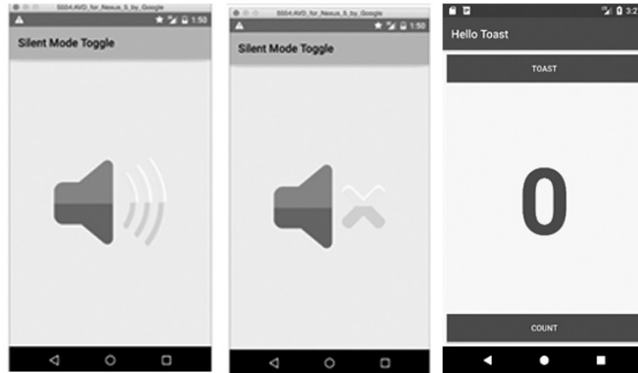 5554:AVD_for_Nexus_5_by_Google
1:50
Silent Mode Toggle
5554:AVD_for_Nexus_5_by_Google
1:50
Silent Mode Toggle
Hello Toast
TOAST
0
COUNT